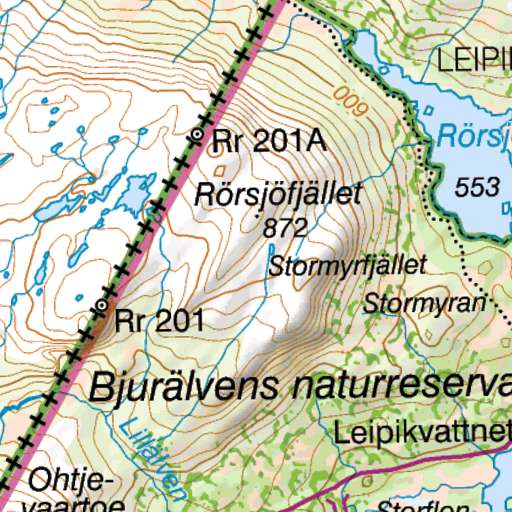 LEIPI
600
Rörsj
Rr 201A
553
Rörsjöfjället
872
Stormyrfjället
Stormyran
Rr 201
Bjurälvens naturreserva
Leipikvattnet
Lillälven
Ohtje-
vaartoe
Storflon-